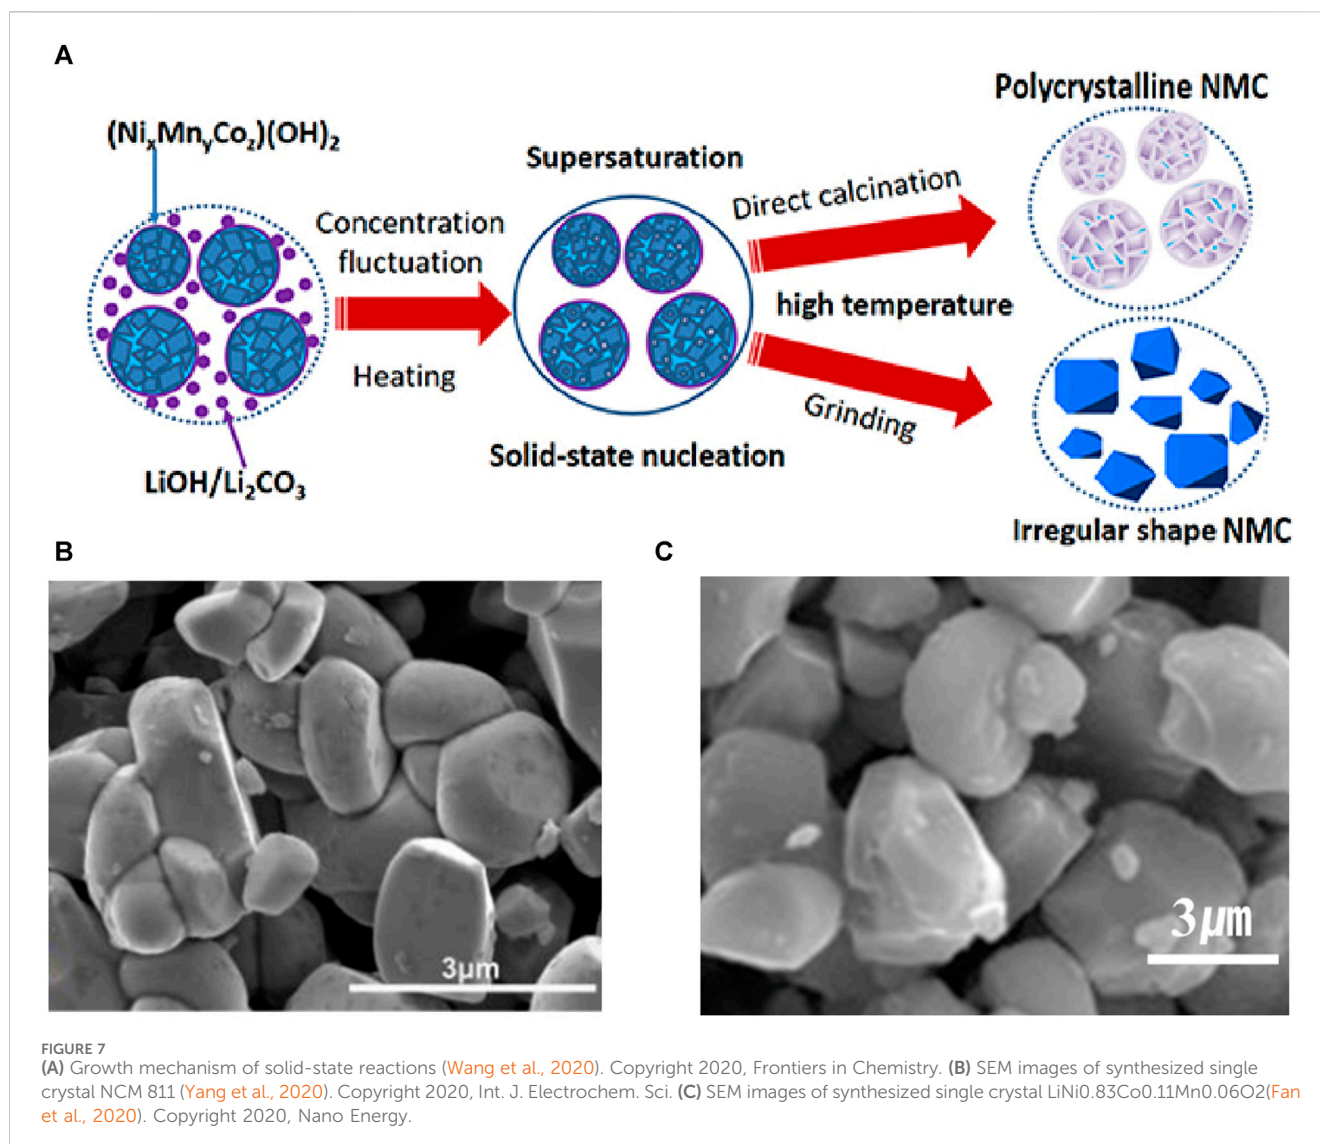 A
(NiₓMnᵧCo₂)(OH)₂
Concentration
fluctuation
Heating
LiOH/Li₂CO₃
Supersaturation
Solid-state nucleation
Direct calcination
high temperature
Grinding
Polycrystalline NMC
Irregular shape NMC
B
3μm
C
3μm
FIGURE 7
(A) Growth mechanism of solid-state reactions (Wang et al., 2020). Copyright 2020, Frontiers in Chemistry. (B) SEM images of synthesized single
crystal NCM 811 (Yang et al., 2020). Copyright 2020, Int. J. Electrochem. Sci. (C) SEM images of synthesized single crystal LiNi0.83Co0.11Mn0.06O2(Fan
et al., 2020). Copyright 2020, Nano Energy.